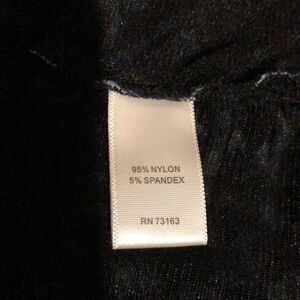 95% NYLON
5% SPANDEX
RN 73163